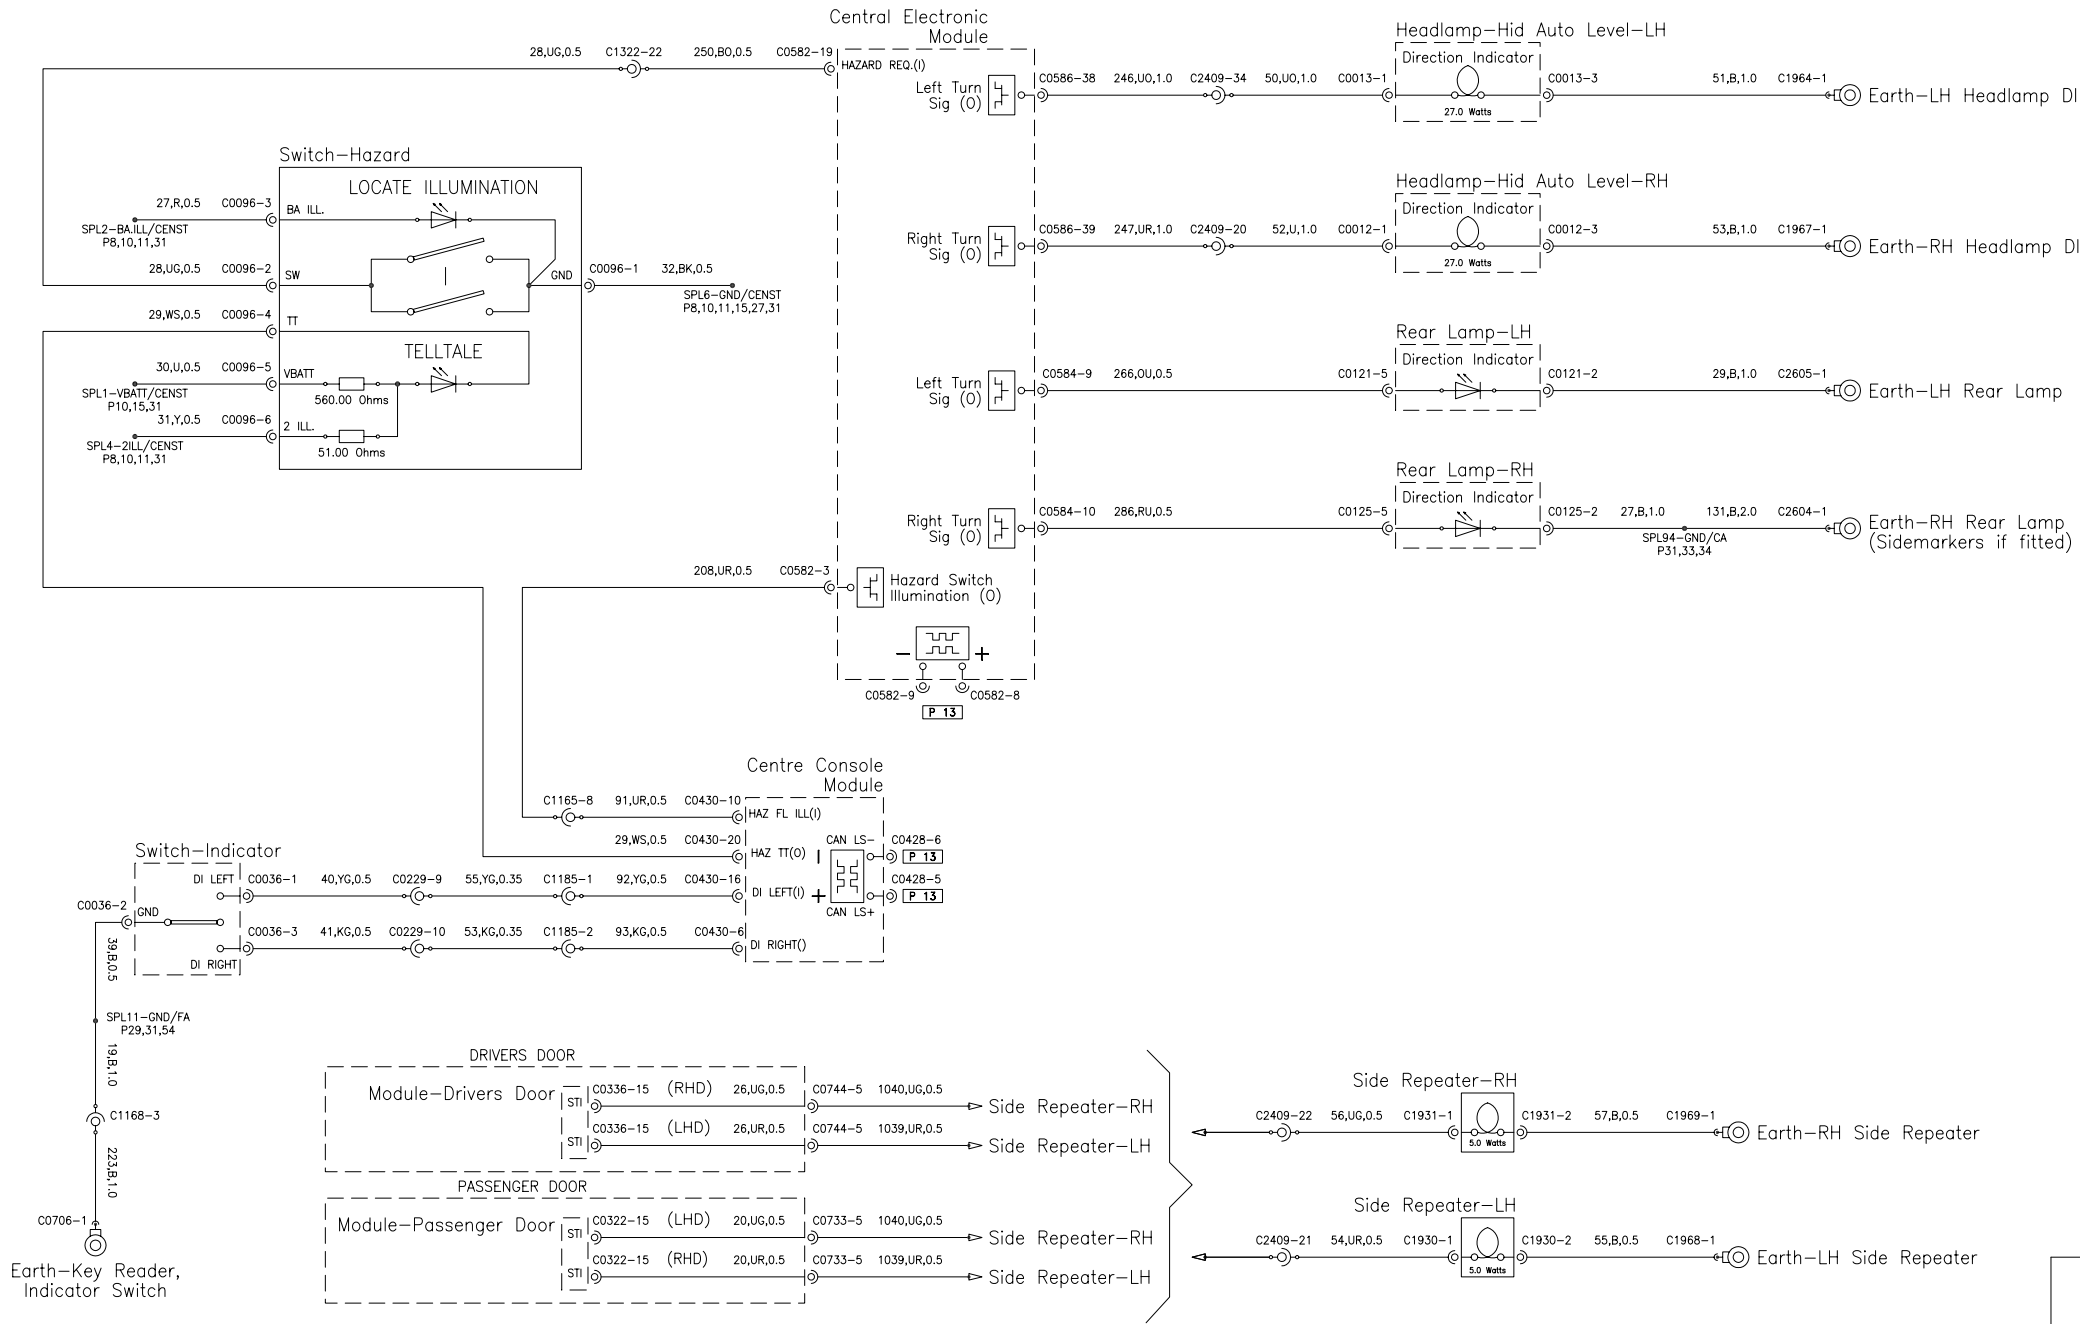 Central Electronic
Module
28,UG,0.5 C1322-22 250,BO,0.5 C0582-19
HAZARD REQ.(I)
Left Turn
Sig (O)
C0586-38 246,UO,1.0 C2409-34 50,UO,1.0 C0013-1
Headlamp-Hid Auto Level-LH
Direction Indicator
27.0 Watts
C0013-3 51,B,1.0 C1964-1
Earth-LH Headlamp DI
Switch-Hazard
LOCATE ILLUMINATION
27,R,0.5 C0096-3
BA ILL.
SPL2-BA.ILL/CENST
P8,10,11,31
28,UG,0.5 C0096-2
SW
GND
C0096-1 32,BK,0.5
SPL6-GND/CENST
P8,10,11,15,27,31
29,WS,0.5 C0096-4
TT
TELLTALE
30,U,0.5 C0096-5
VBATT
SPL1-VBATT/CENST
P10,15,31
560.00 Ohms
31,Y,0.5 C0096-6
2 ILL.
SPL4-2ILL/CENST
P8,10,11,31
51.00 Ohms
Right Turn
Sig (O)
C0586-39 247,UR,1.0 C2409-20 52,U,1.0 C0012-1
Headlamp-Hid Auto Level-RH
Direction Indicator
27.0 Watts
C0012-3 53,B,1.0 C1967-1
Earth-RH Headlamp DI
Left Turn
Sig (O)
C0584-9 266,OU,0.5 C0121-5
Rear Lamp-LH
Direction Indicator
C0121-2 29,B,1.0 C2605-1
Earth-LH Rear Lamp
Right Turn
Sig (O)
C0584-10 286,RU,0.5 C0125-5
Rear Lamp-RH
Direction Indicator
C0125-2 27,B,1.0 131,B,2.0 C2604-1
SPL94-GND/CA
P31,33,34
Earth-RH Rear Lamp
(Sidemarkers if fitted)
208,UR,0.5 C0582-3
Hazard Switch
Illumination (O)
- +
C0582-9 C0582-8
P 13
Centre Console
Module
C1165-8 91,UR,0.5 C0430-10
HAZ FL ILL(I)
29,WS,0.5 C0430-20
HAZ TT(O)
CAN LS- C0428-6
P 13
Switch-Indicator
DI LEFT
C0036-1 40,YG,0.5 C0229-9 55,YG,0.35 C1185-1 92,YG,0.5 C0430-16
DI LEFT(I)
+
C0428-5
P 13
CAN LS+
C0036-2
GND
C0036-3 41,KG,0.5 C0229-10 53,KG,0.35 C1185-2 93,KG,0.5 C0430-6
DI RIGHT()
DI RIGHT
39,B,0.5
SPL11-GND/FA
P29,31,54
19,B,1.0
C1168-3
223,B,1.0
C0706-1
Earth-Key Reader,
Indicator Switch
DRIVERS DOOR
Module-Drivers Door
STI
C0336-15 (RHD) 26,UG,0.5 C0744-5 1040,UG,0.5
Side Repeater-RH
STI
C0336-15 (LHD) 26,UR,0.5 C0744-5 1039,UR,0.5
Side Repeater-LH
PASSENGER DOOR
Module-Passenger Door
STI
C0322-15 (LHD) 20,UG,0.5 C0733-5 1040,UG,0.5
Side Repeater-RH
STI
C0322-15 (RHD) 20,UR,0.5 C0733-5 1039,UR,0.5
Side Repeater-LH
Side Repeater-RH
C2409-22 56,UG,0.5 C1931-1
5.0 Watts
C1931-2 57,B,0.5 C1969-1
Earth-RH Side Repeater
Side Repeater-LH
C2409-21 54,UR,0.5 C1930-1
5.0 Watts
C1930-2 55,B,0.5 C1968-1
Earth-LH Side Repeater